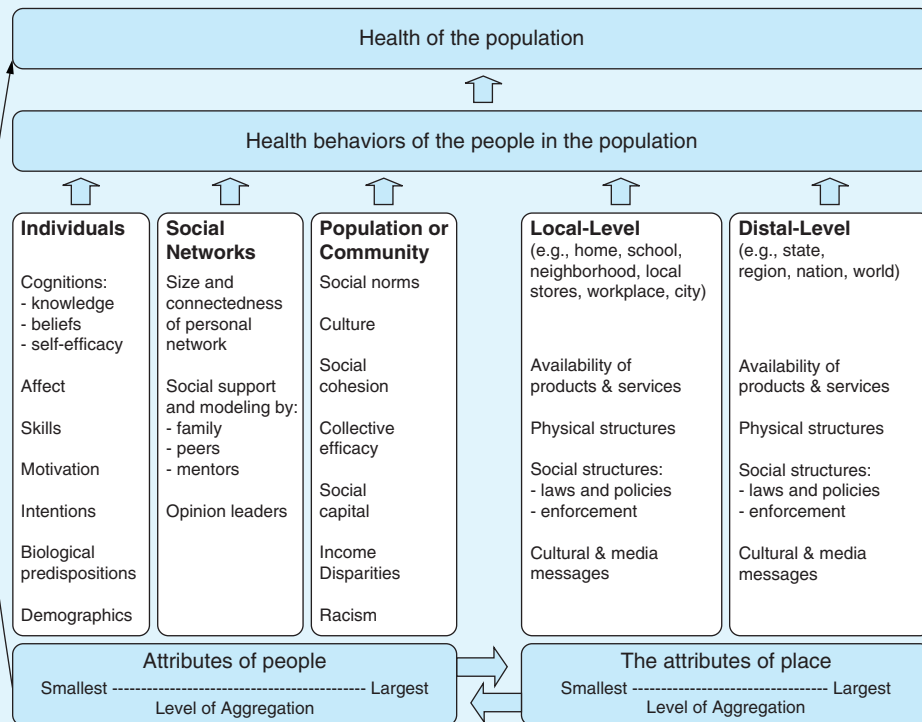 Health of the population
Health behaviors of the people in the population
Individuals
Cognitions:
- knowledge
- beliefs
- self-efficacy
Affect
Skills
Motivation
Intentions
Biological
predispositions
Demographics
Social
Networks
Size and
connectedness
of personal
network
Social support
and modeling by:
- family
- peers
- mentors
Opinion leaders
Population or
Community
Social norms
Culture
Social
cohesion
Collective
efficacy
Social
capital
Income
Disparities
Racism
Local-Level
(e.g., home, school,
neighborhood, local
stores, workplace, city)
Availability of
products & services
Physical structures
Social structures:
- laws and policies
- enforcement
Cultural & media
messages
Distal-Level
(e.g., state,
region, nation, world)
Availability of
products & services
Physical structures
Social structures:
- laws and policies
- enforcement
Cultural & media
messages
Attributes of people
Smallest ------------------------------------------- Largest
Level of Aggregation
The attributes of place
Smallest --------------------------------- Largest
Level of Aggregation